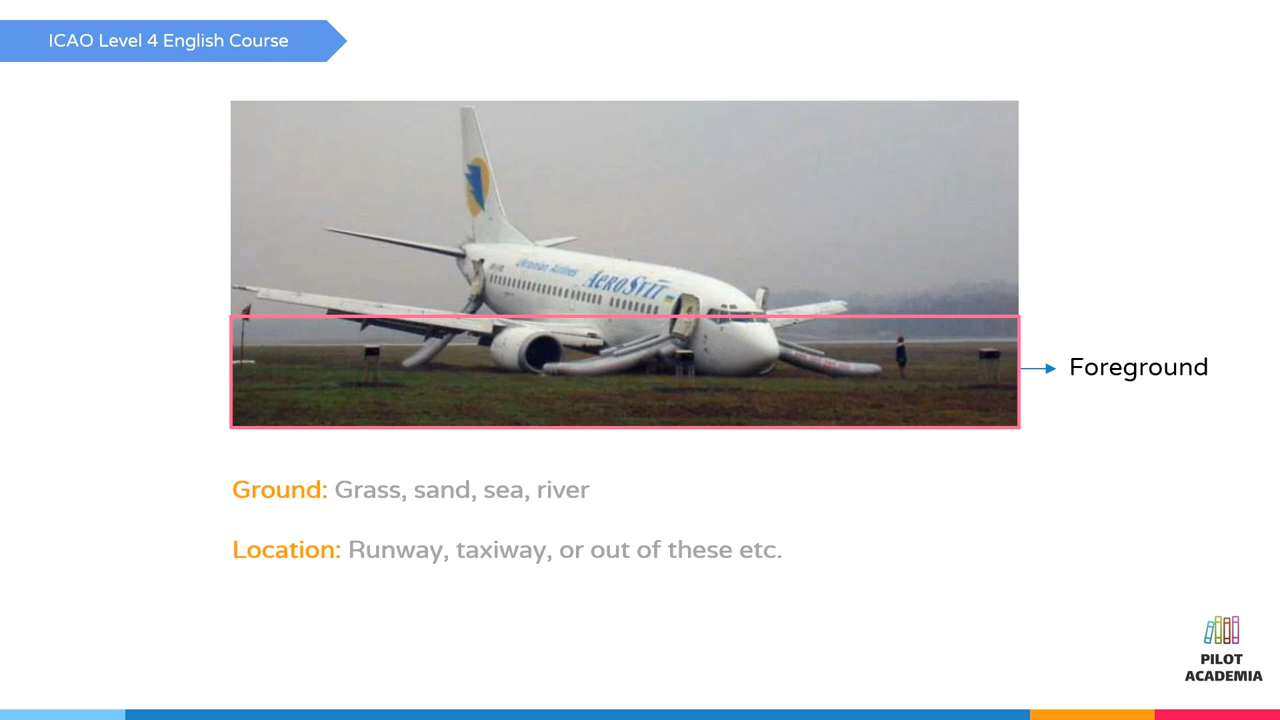 ICAO Level 4 English Course
Ukrainian Airlines
AEROSVIT
Foreground
Ground: Grass, sand, sea, river
Location: Runway, taxiway, or out of these etc.
PILOT
ACADEMIA